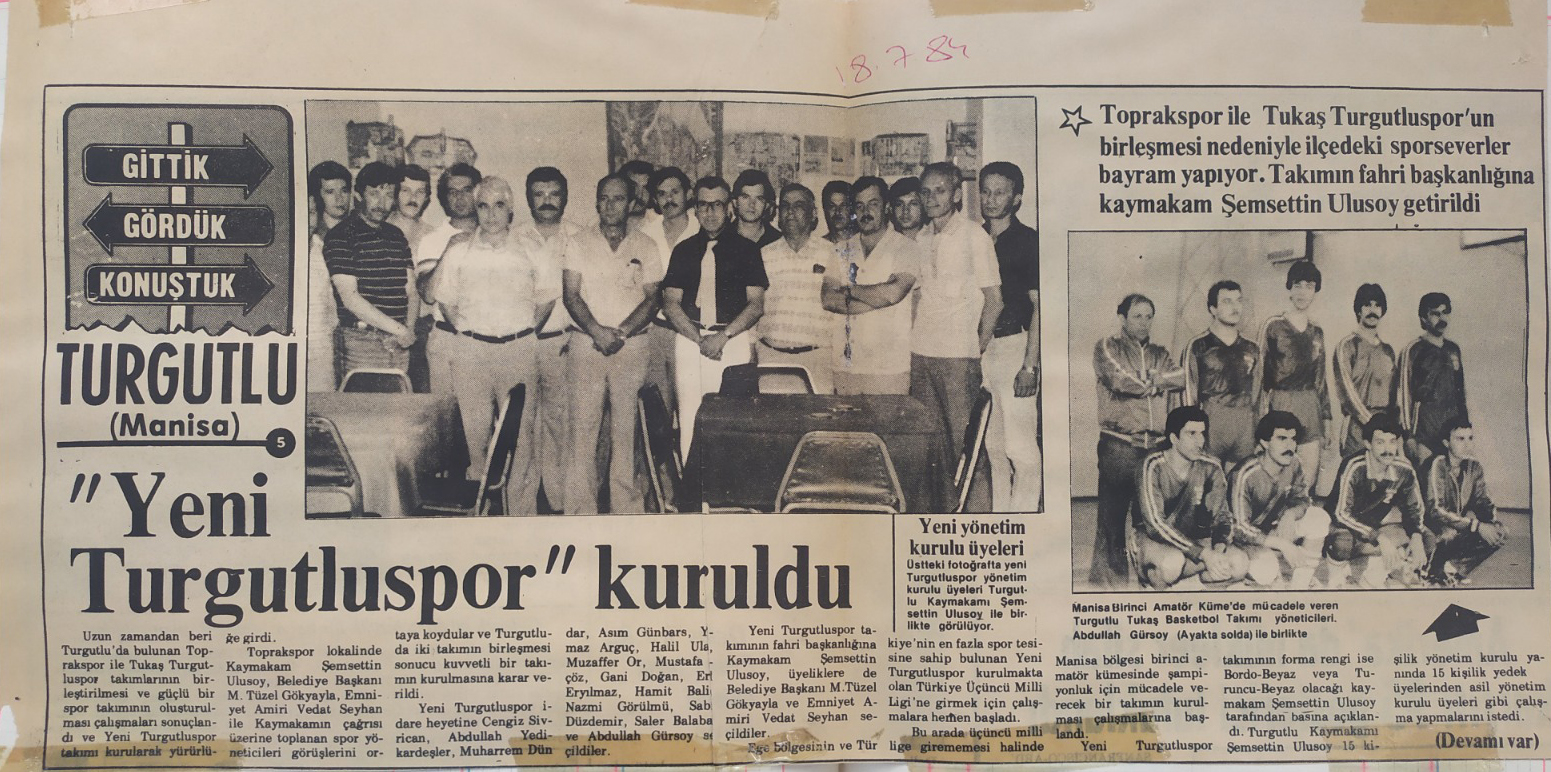 18.7 84
GİTTİK
GÖRDÜK
KONUŞTUK
TURGUTLU
(Manisa)
5
Toprakspor ile Tukaş Turgutluspor'un
birleşmesi nedeniyle ilçedeki sporseverler
bayram yapıyor. Takımın fahri başkanlığına
kaymakam Şemsettin Ulusoy getirildi
"Yeni
Turgutluspor" kuruldu
Yeni yönetim
kurulu üyeleri
Üstteki fotoğrafta yeni
Turgutluspor yönetim
kurulu üyeleri Turgut-
lu Kaymakamı Şem-
settin Ulusoy ile bir-
likte görülüyor.
Manisa Birinci Amatör Küme'de mücadele veren
Turgutlu Tukaş Basketbol Takımı yöneticileri.
Abdullah Gürsoy (Ayakta solda) ile birlikte
Uzun zamandan beri
Turgutlu'da bulunan Top-
rakspor ile Tukaş Turgut-
luspor takımlarının bir-
leştirilmesi ve güçlü bir
spor takımının oluşturul-
ması çalışmaları sonuçlan-
dı ve Yeni Turgutluspor
takımı kurularak yürürlü-
ğe girdi.
Toprakspor lokalinde
Kaymakam Şemsettin
Ulusoy, Belediye Başkanı
M. Tüzel Gökyayla, Emni-
yet Amiri Vedat Seyhan
ile Kaymakamın çağrısı
üzerine toplanan spor yö-
neticileri görüşlerini or-
taya koydular ve Turgutlu-
da iki takımın birleşmesi
sonucu kuvvetli bir takı-
mın kurulmasına karar ve-
rildi.
Yeni Turgutluspor i-
dare heyetine Cengiz Siv-
rican, Abdullah Yedi-
kardeşler, Muharrem Dün
dar, Asım Günbars, Y-
maz Arguç, Halil Ula,
Muzaffer Or, Mustafa -
çöz, Gani Doğan, Erl
Eryılmaz, Hamit Bali
Nazmi Görülmü, Sabi
Düzdemir, Saler Balaba
ve Abdullah Gürsoy se
çildiler.
Yeni Turgutluspor ta-
kımının fahri başkanlığına
Kaymakam Şemsettin
Ulusoy, üyeliklere de
Belediye Başkanı M.Tüzel
Gökyayla ve Emniyet A-
miri Vedat Seyhan se-
çildiler.
Ege bölgesinin ve Tür
kiye'nin en fazla spor tesi-
sine sahip bulunan Yeni
Turgutluspor kurulmakta
olan Türkiye Üçüncü Milli
Ligi'ne girmek için çalış-
malara hemen başladı.
Bu arada üçüncü milli
lige girememesi halinde
Manisa bölgesi birinci a-
matör kümesinde şampi-
yonluk için mücadele ve-
recek bir takımın kurul-
ması çalışmalarına baş-
landı.
Yeni Turgutluspor
takımının forma rengi ise
Bordo-Beyaz veya Tu-
runcu-Beyaz olacağı kay-
makam Şemsettin Ulusoy
tarafından basına açıklan-
dı. Turgutlu Kaymakamı
Şemsettin Ulusoy 15 ki-
şilik yönetim kurulu ya-
nında 15 kişilik yedek
üyelerinden asil yönetim
kurulu üyeleri gibi çalış-
ma yapmalarını istedi.
(Devamı var)